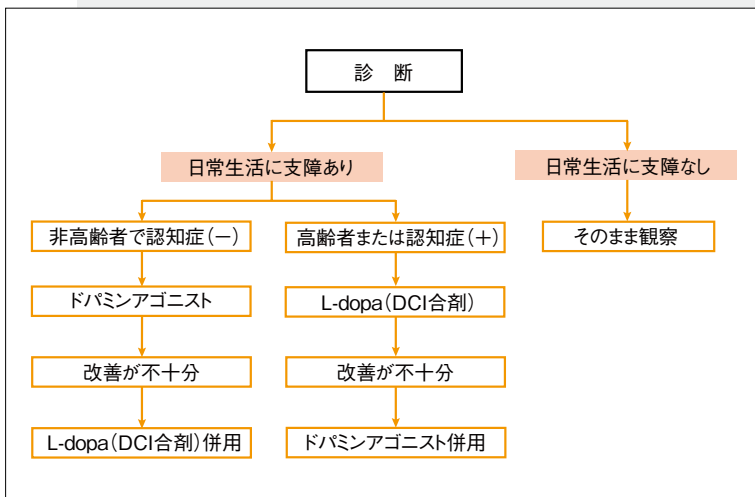 診　断
日常生活に支障あり
日常生活に支障なし
非高齢者で認知症(－)
高齢者または認知症(＋)
そのまま観察
ドパミンアゴニスト
L-dopa(DCI合剤)
改善が不十分
改善が不十分
L-dopa(DCI合剤)併用
ドパミンアゴニスト併用